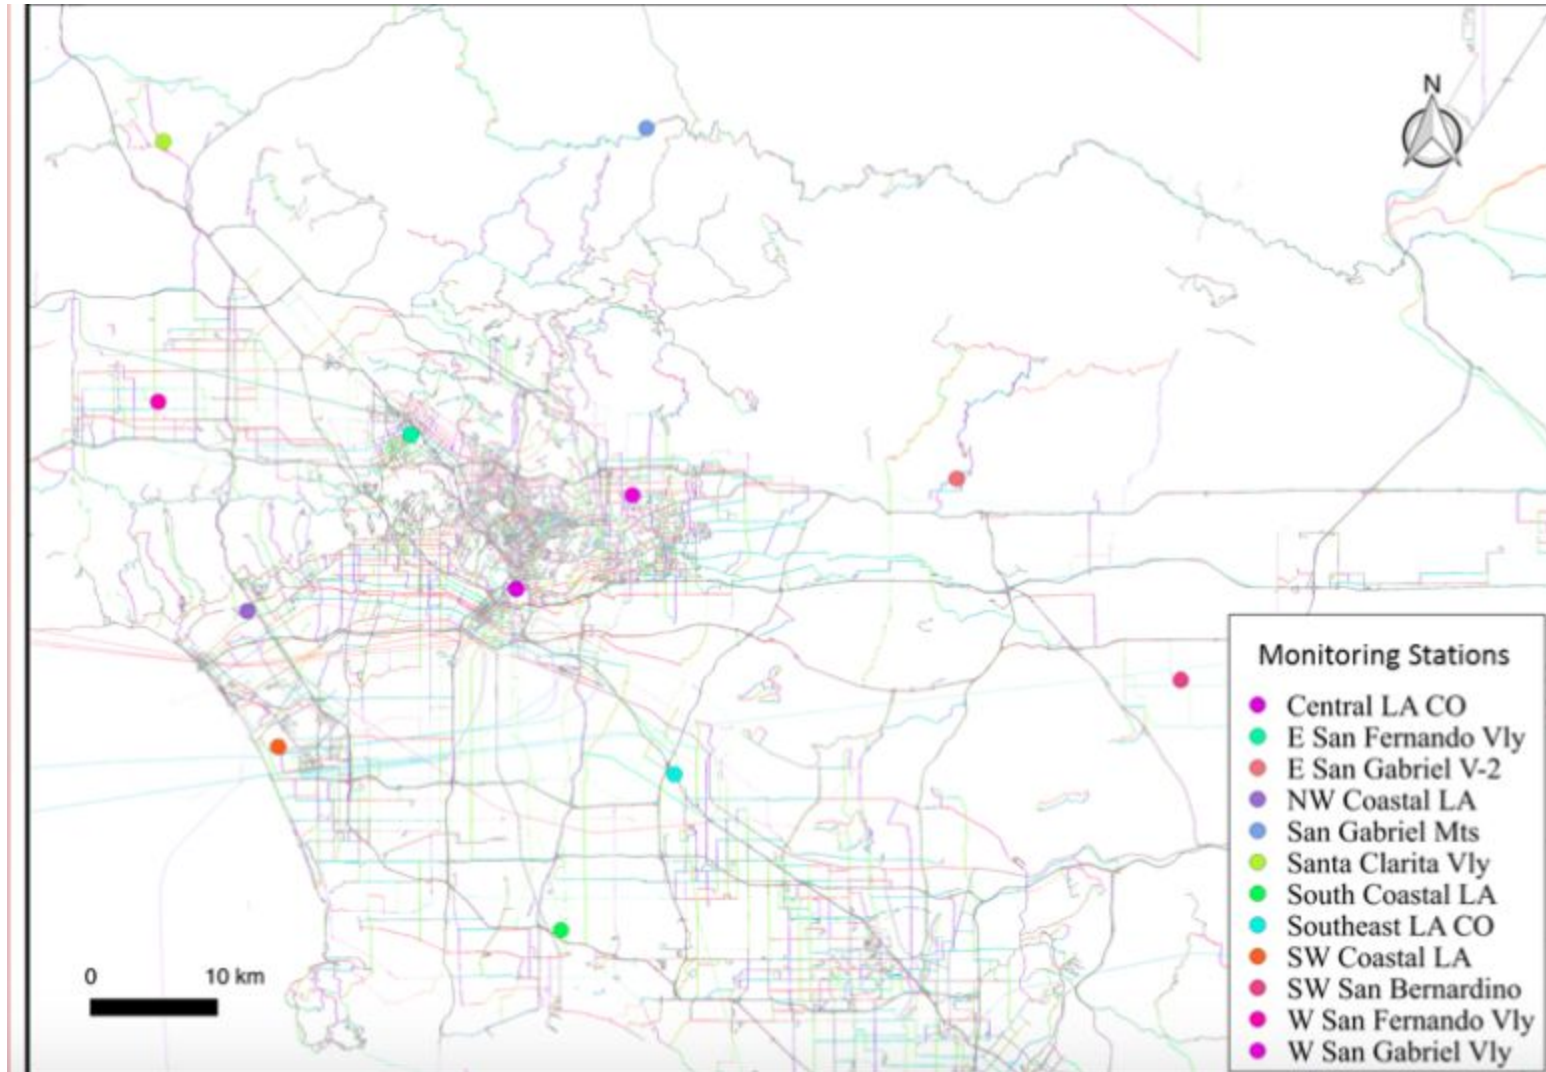 N
Monitoring Stations
Central LA CO
E San Fernando Vly
E San Gabriel V-2
NW Coastal LA
San Gabriel Mts
Santa Clarita Vly
South Coastal LA
Southeast LA CO
SW Coastal LA
SW San Bernardino
W San Fernando Vly
W San Gabriel Vly
0 10 km